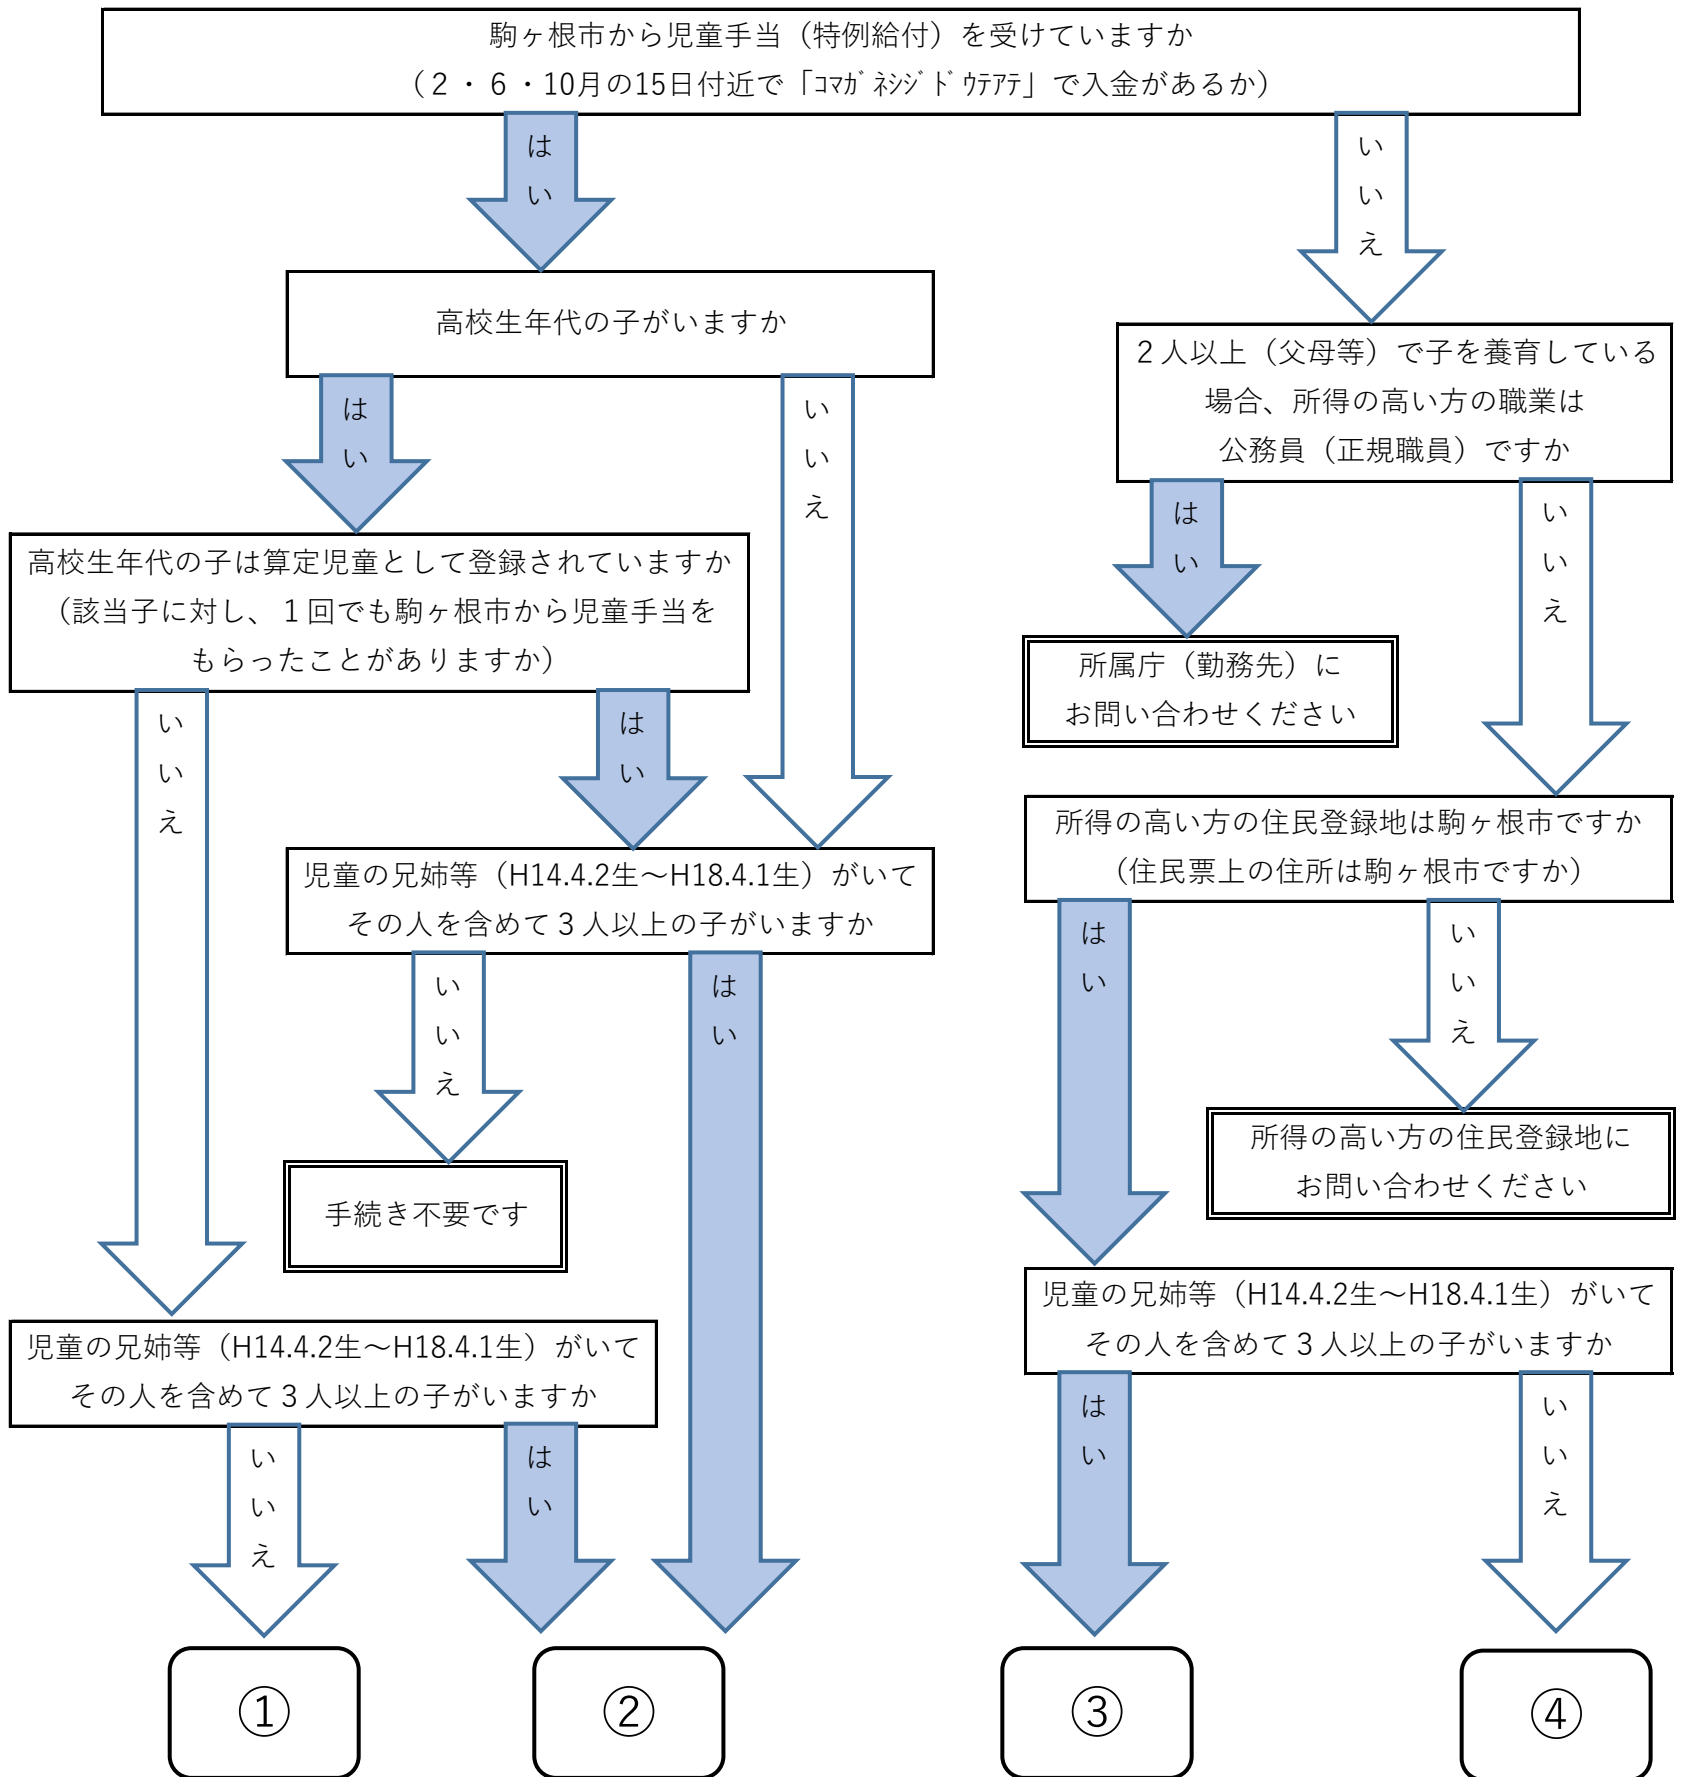 駒ヶ根市から児童手当（特例給付）を受けていますか
（２・６・10月の15日付近で「ｺﾏｶﾞﾈｼｼﾞﾄﾞｳﾃｱﾃ」で入金があるか）
はい
いいえ
高校生年代の子がいますか
２人以上（父母等）で子を養育している
場合、所得の高い方の職業は
公務員（正規職員）ですか
はい
いいえ
はい
いいえ
高校生年代の子は算定児童として登録されていますか
（該当子に対し、１回でも駒ヶ根市から児童手当を
もらったことがありますか）
所属庁（勤務先）に
お問い合わせください
いいえ
はい
所得の高い方の住民登録地は駒ヶ根市ですか
（住民票上の住所は駒ヶ根市ですか）
児童の兄姉等（H14.4.2生～H18.4.1生）がいて
その人を含めて３人以上の子がいますか
はい
いいえ
いいえ
はい
所得の高い方の住民登録地に
お問い合わせください
手続き不要です
児童の兄姉等（H14.4.2生～H18.4.1生）がいて
その人を含めて３人以上の子がいますか
児童の兄姉等（H14.4.2生～H18.4.1生）がいて
その人を含めて３人以上の子がいますか
いいえ
はい
はい
いいえ
①
②
③
④